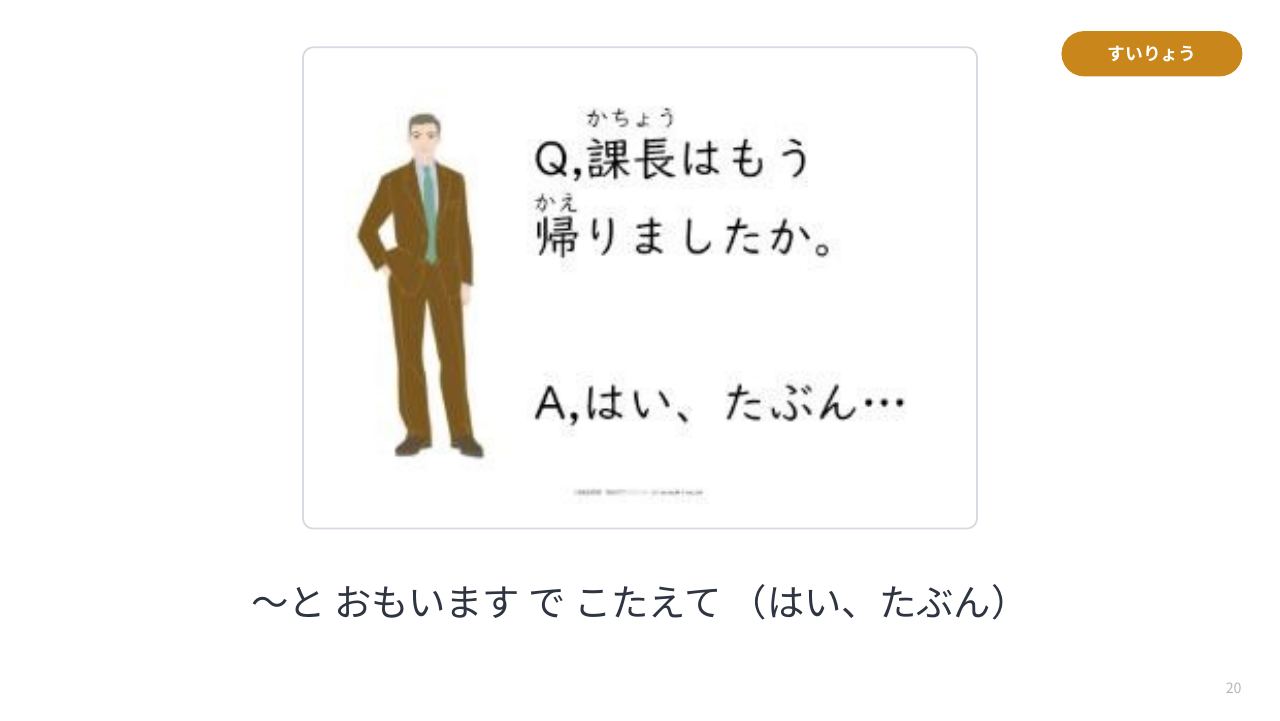 すいりょう
かちょう
Q,課長はもう
かえ
帰りましたか。
A,はい、たぶん…
〜と おもいます で こたえて （はい、たぶん）
20